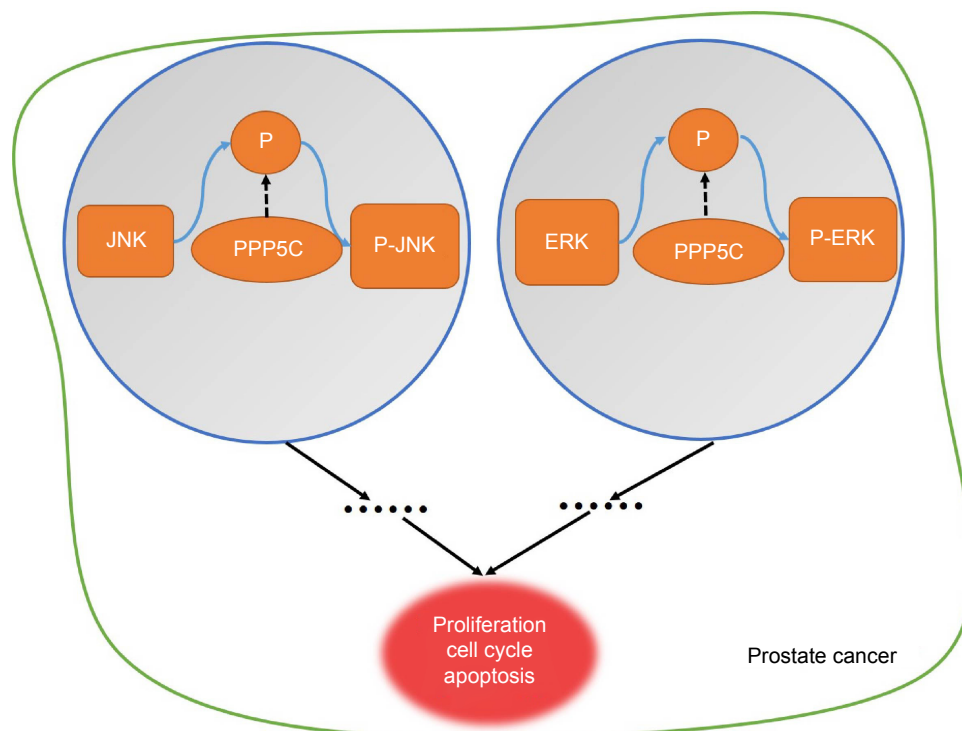 P
JNK
PPP5C
P-JNK
P
ERK
PPP5C
P-ERK
Proliferation
cell cycle
apoptosis
Prostate cancer